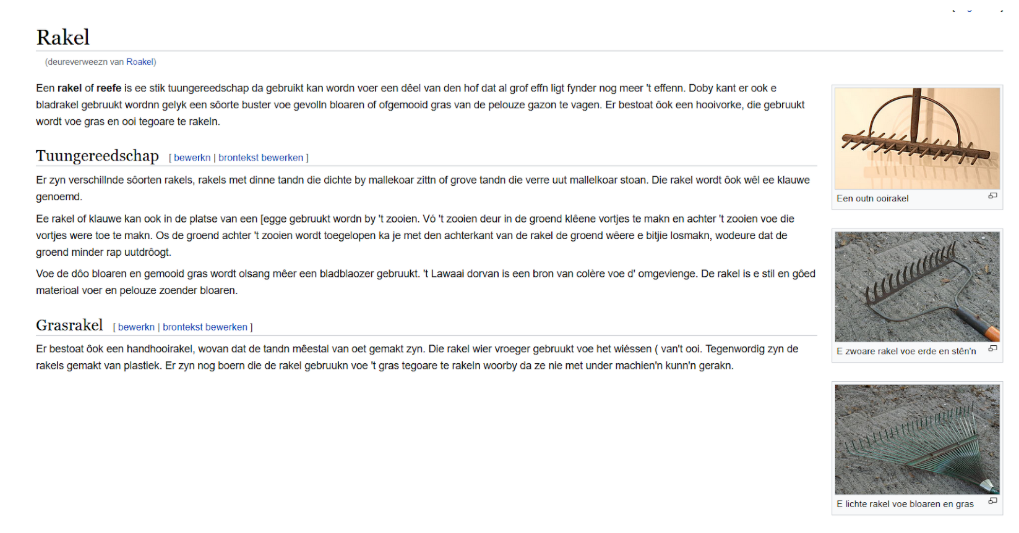 Rakel
(deureverweezn van Roakel)
Een rakel of reefe is ee stik tuungereedschap da gebruikt kan wordn voer een dêel van den hof dat al grof effn ligt fynder nog meer 't effenn. Doby kant er ook e
bladrakel gebruukt wordnn gelyk een sôorte buster voe gevolln bloaren of ofgemooid gras van de pelouze gazon te vagen. Er bestoat ôok een hooivorke, die gebruukt
wordt voe gras en ooi tegoare te rakeln.
Een outn ooirakel
Tuungereedschap [ bewerkn | brontekst bewerken ]
Er zyn verschillnde sôorten rakels, rakels met dinne tandn die dichte by mallekoar zittn of grove tandn die verre uut mallelkoar stoan. Die rakel wordt ôok wêl ee klauwe
genoemd.
Ee rakel of klauwe kan ook in de platse van een [egge gebruukt wordn by 't zooien. Vó 't zooien deur in de groend klêene vortjes te makn en achter 't zooien voe die
vortjes were toe te makn. Os de groend achter 't zooien wordt toegelopen ka je met den achterkant van de rakel de groend wêere e bitjie losmakn, wodeure dat de
groend minder rap uutdrôogt.
Voe de dôo bloaren en gemooid gras wordt olsang mêer een bladblaozer gebruukt. 't Lawaai dorvan is een bron van colère voe d' omgevienge. De rakel is e stil en gôed
materioal voer en pelouze zoender bloaren.
E zwoare rakel voe erde en stên'n
Grasrakel [ bewerkn | brontekst bewerken ]
Er bestoat ôok een handhooirakel, wovan dat de tandn mêestal van oet gemakt zyn. Die rakel wier vroeger gebruukt voe het wiéssen ( van't ooi. Tegenwordig zyn de
rakels gemakt van plastiek. Er zyn nog boern die de rakel gebruukn voe 't gras tegoare te rakeln woorby da ze nie met under machien'n kunn'n gerakn.
E lichte rakel voe bloaren en gras